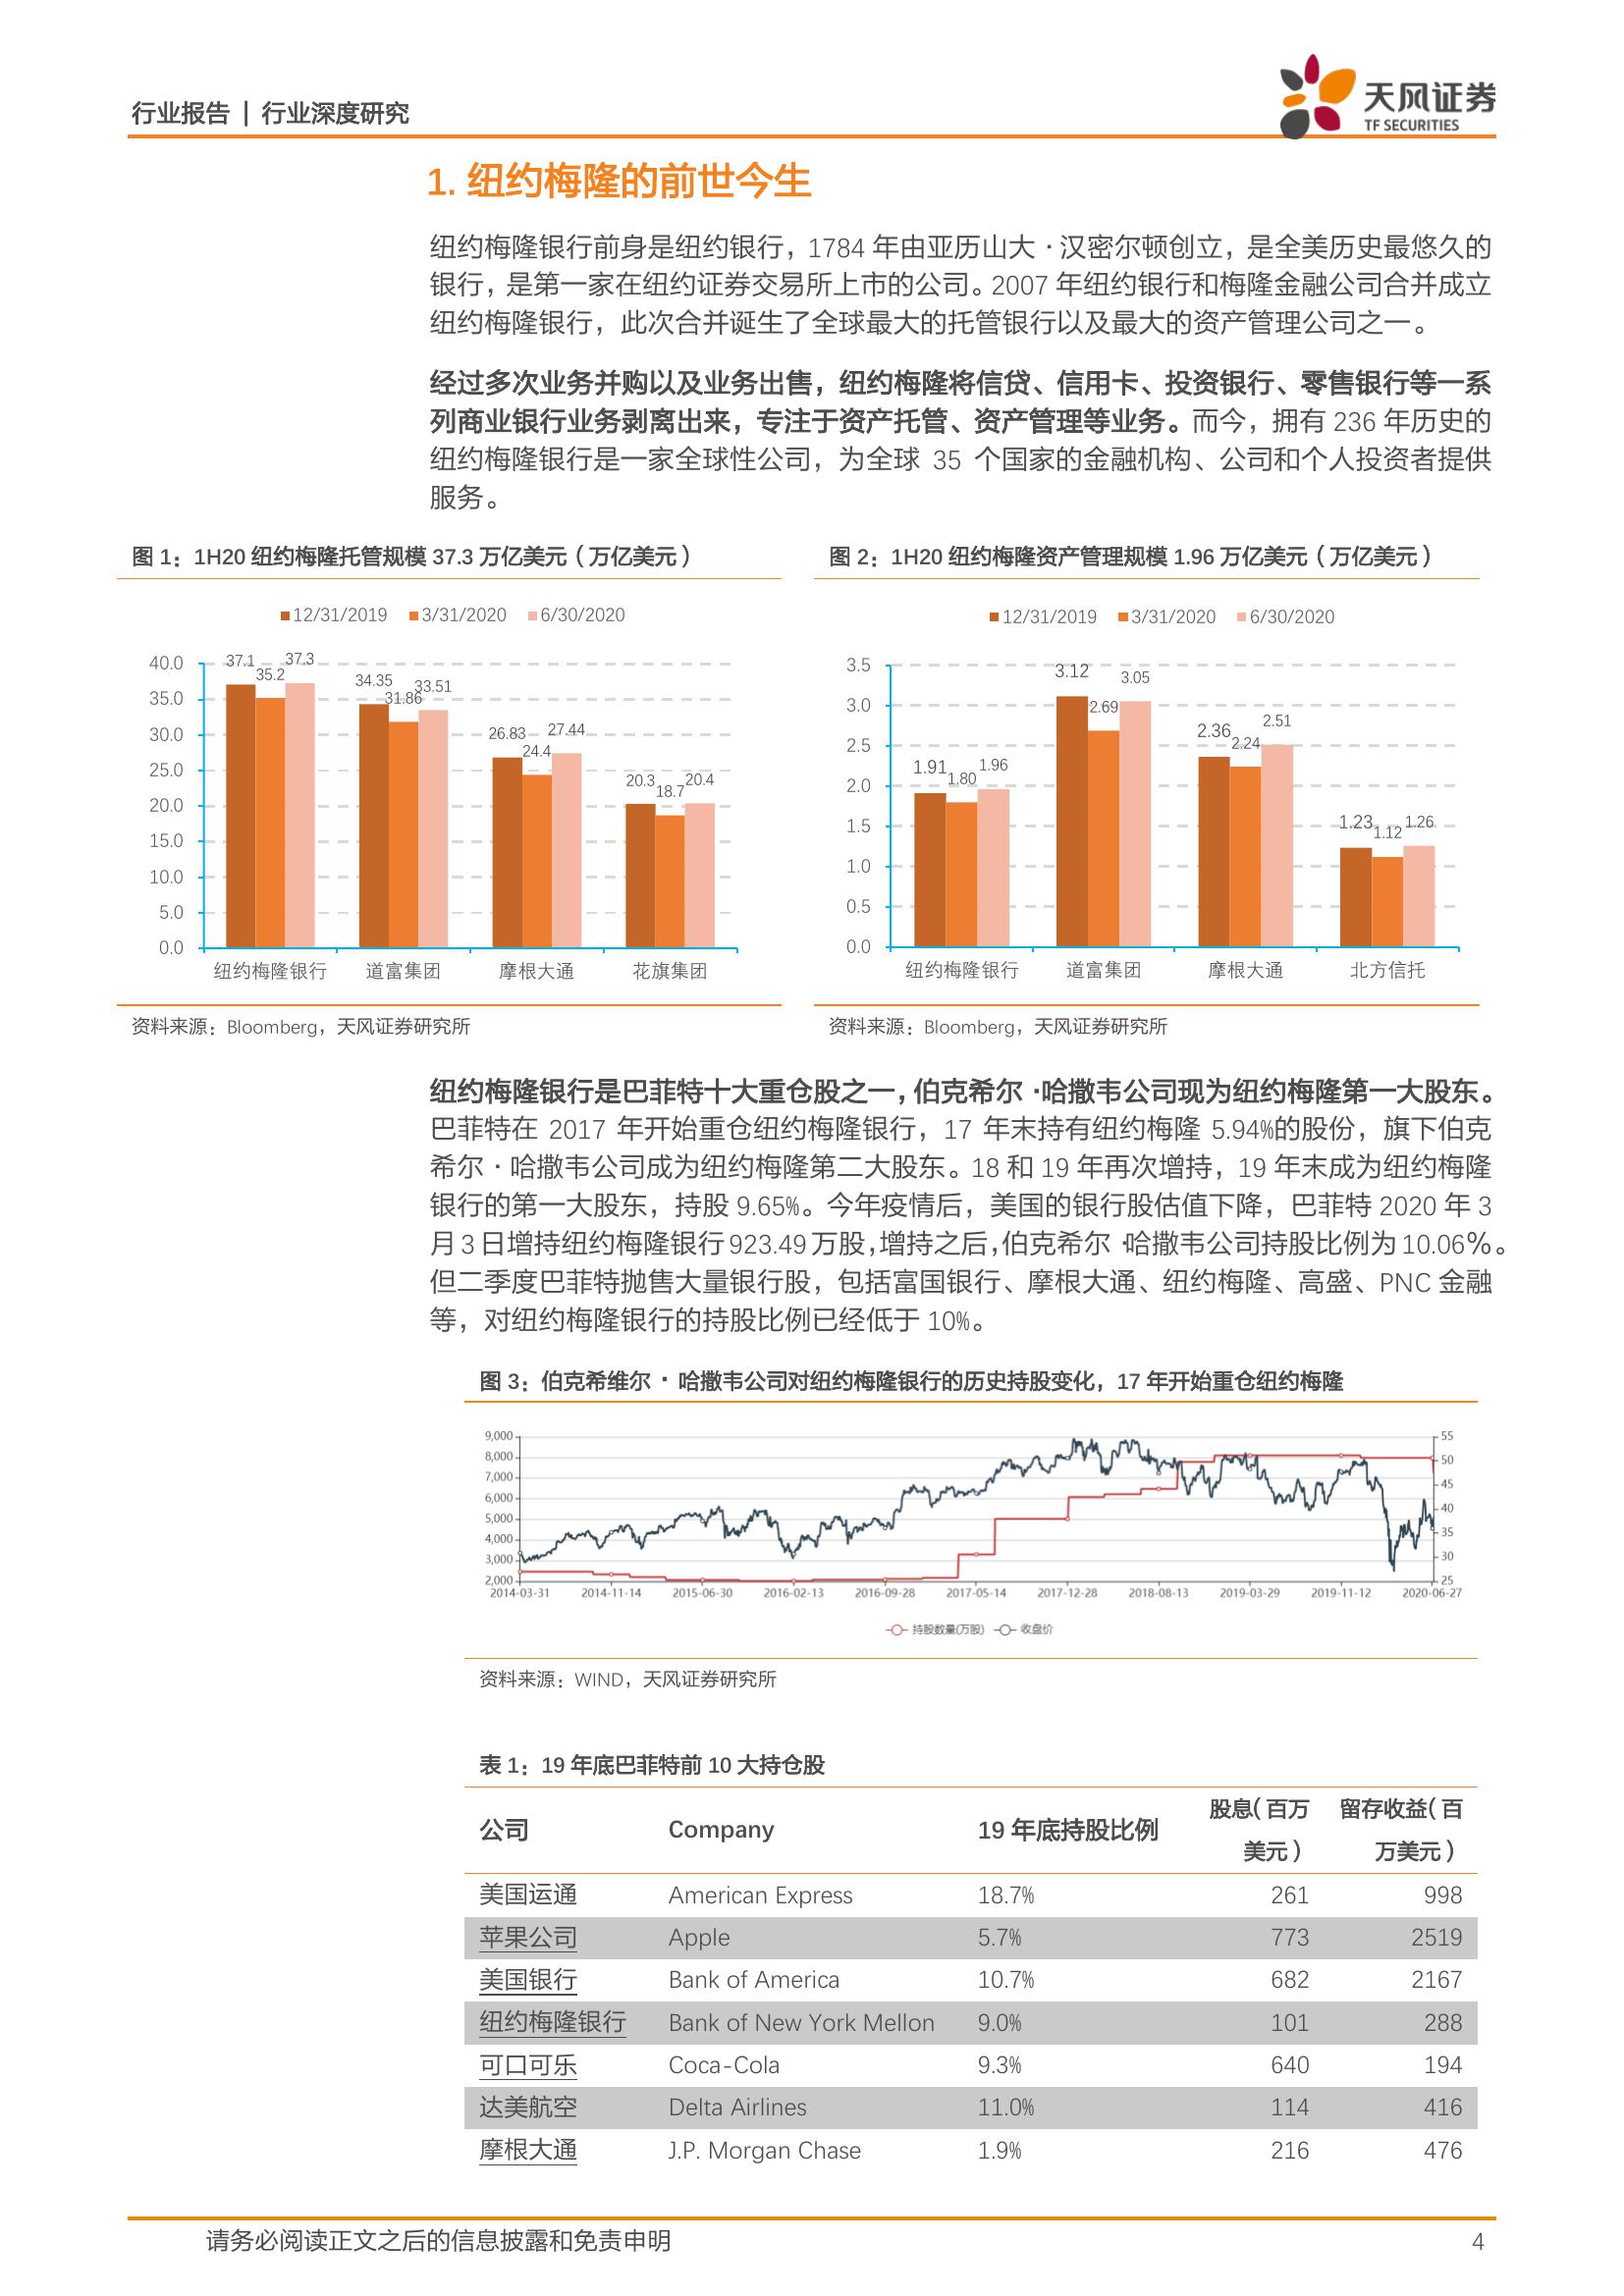 行业报告 | 行业深度研究
天风证券
TF SECURITIES
1. 纽约梅隆的前世今生
纽约梅隆银行前身是纽约银行，1784 年由亚历山大·汉密尔顿创立，是全美历史最悠久的
银行，是第一家在纽约证券交易所上市的公司。2007 年纽约银行和梅隆金融公司合并成立
纽约梅隆银行，此次合并诞生了全球最大的托管银行以及最大的资产管理公司之一。
经过多次业务并购以及业务出售，纽约梅隆将信贷、信用卡、投资银行、零售银行等一系
列商业银行业务剥离出来，专注于资产托管、资产管理等业务。而今，拥有 236 年历史的
纽约梅隆银行是一家全球性公司，为全球 35 个国家的金融机构、公司和个人投资者提供
服务。
图 1：1H20 纽约梅隆托管规模 37.3 万亿美元（万亿美元）
12/31/2019 3/31/2020 6/30/2020
40.0
35.0
30.0
25.0
20.0
15.0
10.0
5.0
0.0
37.1 35.2 37.3
34.35 31.86 33.51
26.83 24.4 27.44
20.3 18.7 20.4
纽约梅隆银行 道富集团 摩根大通 花旗集团
资料来源：Bloomberg，天风证券研究所
图 2：1H20 纽约梅隆资产管理规模 1.96 万亿美元（万亿美元）
12/31/2019 3/31/2020 6/30/2020
3.5
3.0
2.5
2.0
1.5
1.0
0.5
0.0
1.91 1.80 1.96
3.12 2.69 3.05
2.36 2.24 2.51
1.23 1.12 1.26
纽约梅隆银行 道富集团 摩根大通 北方信托
资料来源：Bloomberg，天风证券研究所
纽约梅隆银行是巴菲特十大重仓股之一，伯克希尔·哈撒韦公司现为纽约梅隆第一大股东。
巴菲特在 2017 年开始重仓纽约梅隆银行，17 年末持有纽约梅隆 5.94%的股份，旗下伯克
希尔·哈撒韦公司成为纽约梅隆第二大股东。18 和 19 年再次增持，19 年末成为纽约梅隆
银行的第一大股东，持股 9.65%。今年疫情后，美国的银行股估值下降，巴菲特 2020 年 3
月 3 日增持纽约梅隆银行 923.49 万股，增持之后，伯克希尔·哈撒韦公司持股比例为 10.06%。
但二季度巴菲特抛售大量银行股，包括富国银行、摩根大通、纽约梅隆、高盛、PNC 金融
等，对纽约梅隆银行的持股比例已经低于 10%。
图 3：伯克希维尔·哈撒韦公司对纽约梅隆银行的历史持股变化，17 年开始重仓纽约梅隆
9,000
8,000
7,000
6,000
5,000
4,000
3,000
2,000
55
50
45
40
35
30
25
2014-03-31 2014-11-14 2015-06-30 2016-02-13 2016-09-28 2017-05-14 2017-12-28 2018-08-13 2019-03-29 2019-11-12 2020-06-27
持股数量(万股) 收盘价
资料来源：WIND，天风证券研究所
表 1：19 年底巴菲特前 10 大持仓股
公司 Company 19 年底持股比例 股息（百万美元） 留存收益（百万美元）
美国运通 American Express 18.7% 261 998
苹果公司 Apple 5.7% 773 2519
美国银行 Bank of America 10.7% 682 2167
纽约梅隆银行 Bank of New York Mellon 9.0% 101 288
可口可乐 Coca-Cola 9.3% 640 194
达美航空 Delta Airlines 11.0% 114 416
摩根大通 J.P. Morgan Chase 1.9% 216 476
请务必阅读正文之后的信息披露和免责申明 4